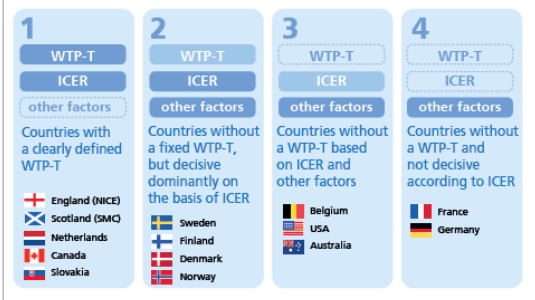 1
WTP-T
ICER
other factors
Countries with
a clearly defined
WTP-T
England (NICE)
Scotland (SMC)
Netherlands
Canada
Slovakia
2
WTP-T
ICER
other factors
Countries without
a fixed WTP-T,
but decisive
dominantly on
the basis of ICER
Sweden
Finland
Denmark
Norway
3
WTP-T
ICER
other factors
Countries without
a WTP-T based
on ICER and
other factors
Belgium
USA
Australia
4
WTP-T
ICER
other factors
Countries without
a WTP-T and
not decisive
according to ICER
France
Germany